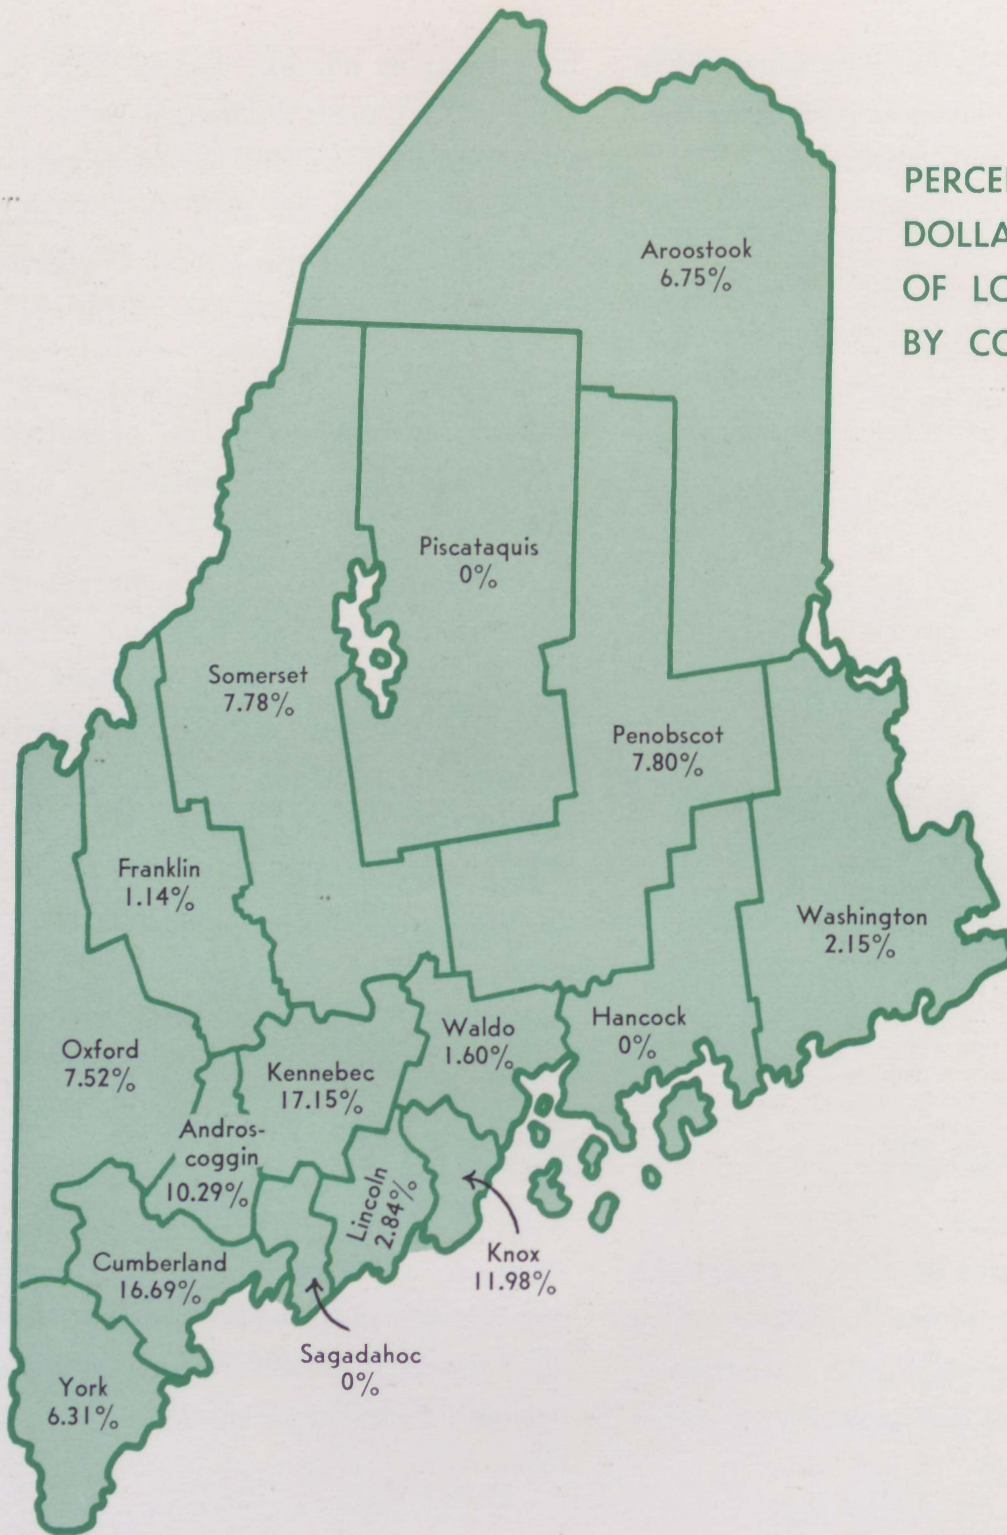 PERCE
DOLLA
OF LO
BY CO
Aroostook
6.75%
Piscataquis
0%
Somerset
7.78%
Penobscot
7.80%
Franklin
1.14%
Washington
2.15%
Oxford
7.52%
Kennebec
17.15%
Waldo
1.60%
Hancock
0%
Andros-
coggin
10.29%
Lincoln
2.84%
Knox
11.98%
Cumberland
16.69%
Sagadahoc
0%
York
6.31%